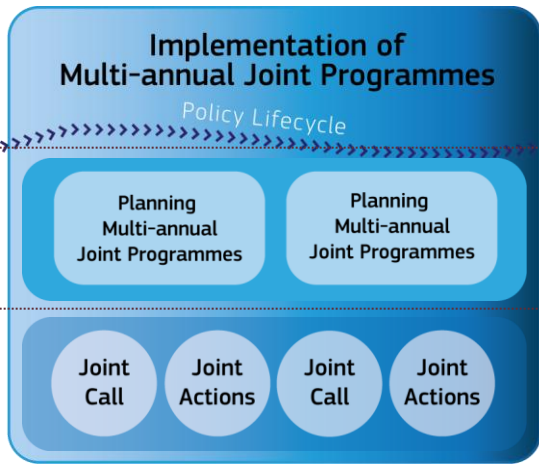 Implementation of
Multi-annual Joint Programmes
Policy Lifecycle
Planning
Multi-annual
Joint Programmes
Planning
Multi-annual
Joint Programmes
Joint
Call
Joint
Actions
Joint
Call
Joint
Actions